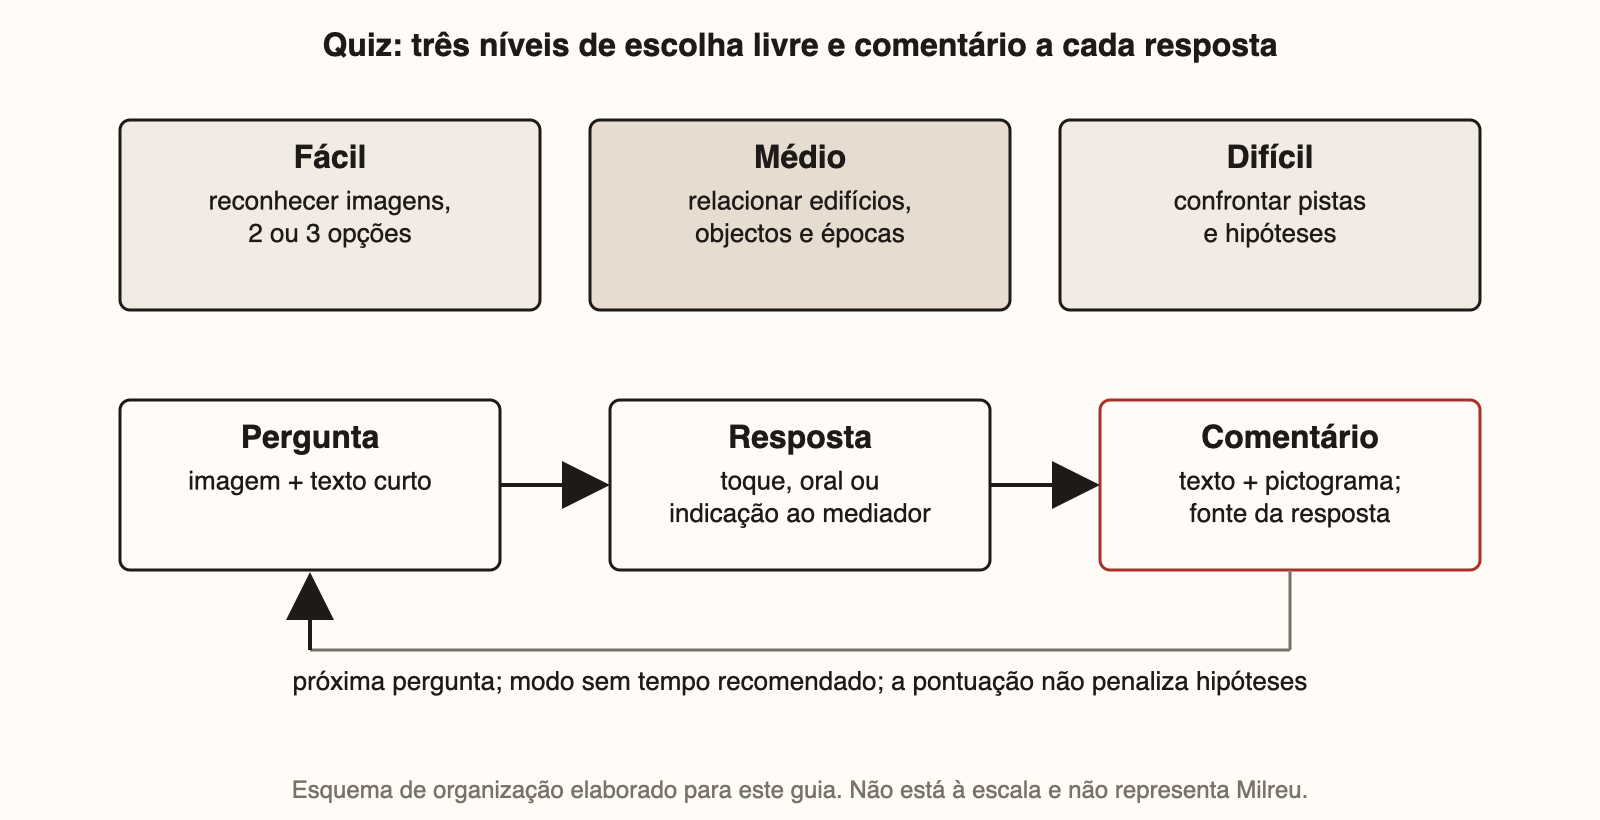 Quiz: três níveis de escolha livre e comentário a cada resposta
Fácil
reconhecer imagens,
2 ou 3 opções
Médio
relacionar edifícios,
objectos e épocas
Difícil
confrontar pistas
e hipóteses
Pergunta
imagem + texto curto
Resposta
toque, oral ou
indicação ao mediador
Comentário
texto + pictograma;
fonte da resposta
próxima pergunta; modo sem tempo recomendado; a pontuação não penaliza hipóteses
Esquema de organização elaborado para este guia. Não está à escala e não representa Milreu.